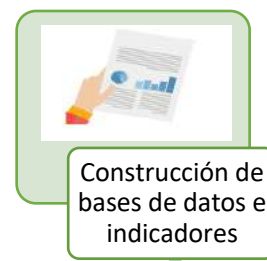 Construcción de
bases de datos e
indicadores